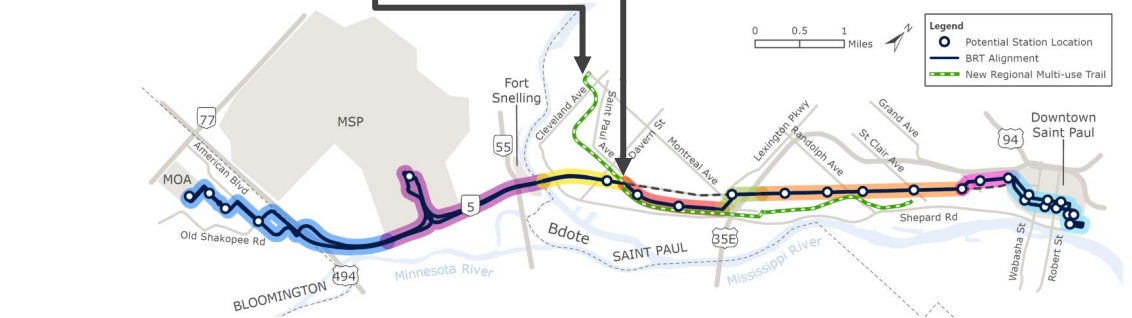 0 0.5 1
Miles
N
Legend
Potential Station Location
BRT Alignment
New Regional Multi-use Trail
77
American Blvd
MOA
Old Shakopee Rd
MSP
494
BLOOMINGTON
Minnesota River
5
55
Fort
Snelling
Bdote
SAINT PAUL
Mississippi River
Cleveland Ave
Saint Paul Ave
Davern St
Montreal Ave
35E
Lexington Pkwy
Randolph Ave
St Clair Ave
Grand Ave
Shepard Rd
94
Downtown
Saint Paul
Wabasha St
Robert St